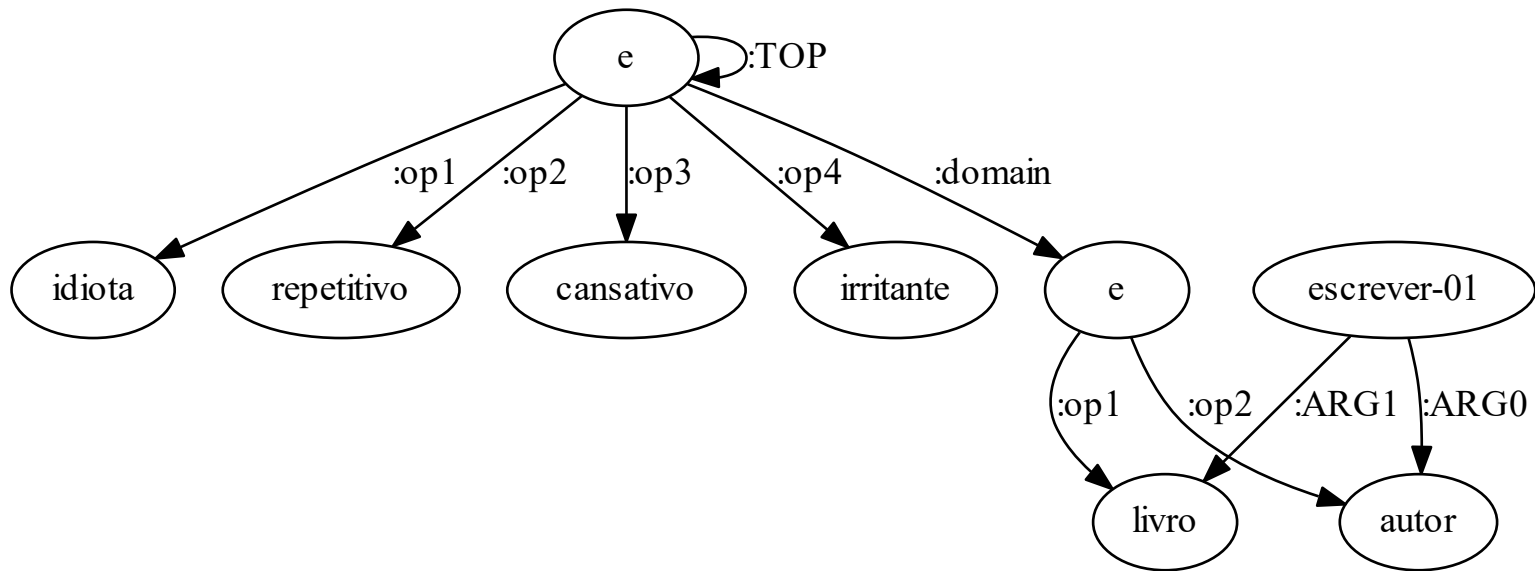 e :TOP
:op1 :op2 :op3 :op4 :domain
idiota repetitivo cansativo irritante e escrever-01
:op1 :op2 :ARG1 :ARG0
livro autor